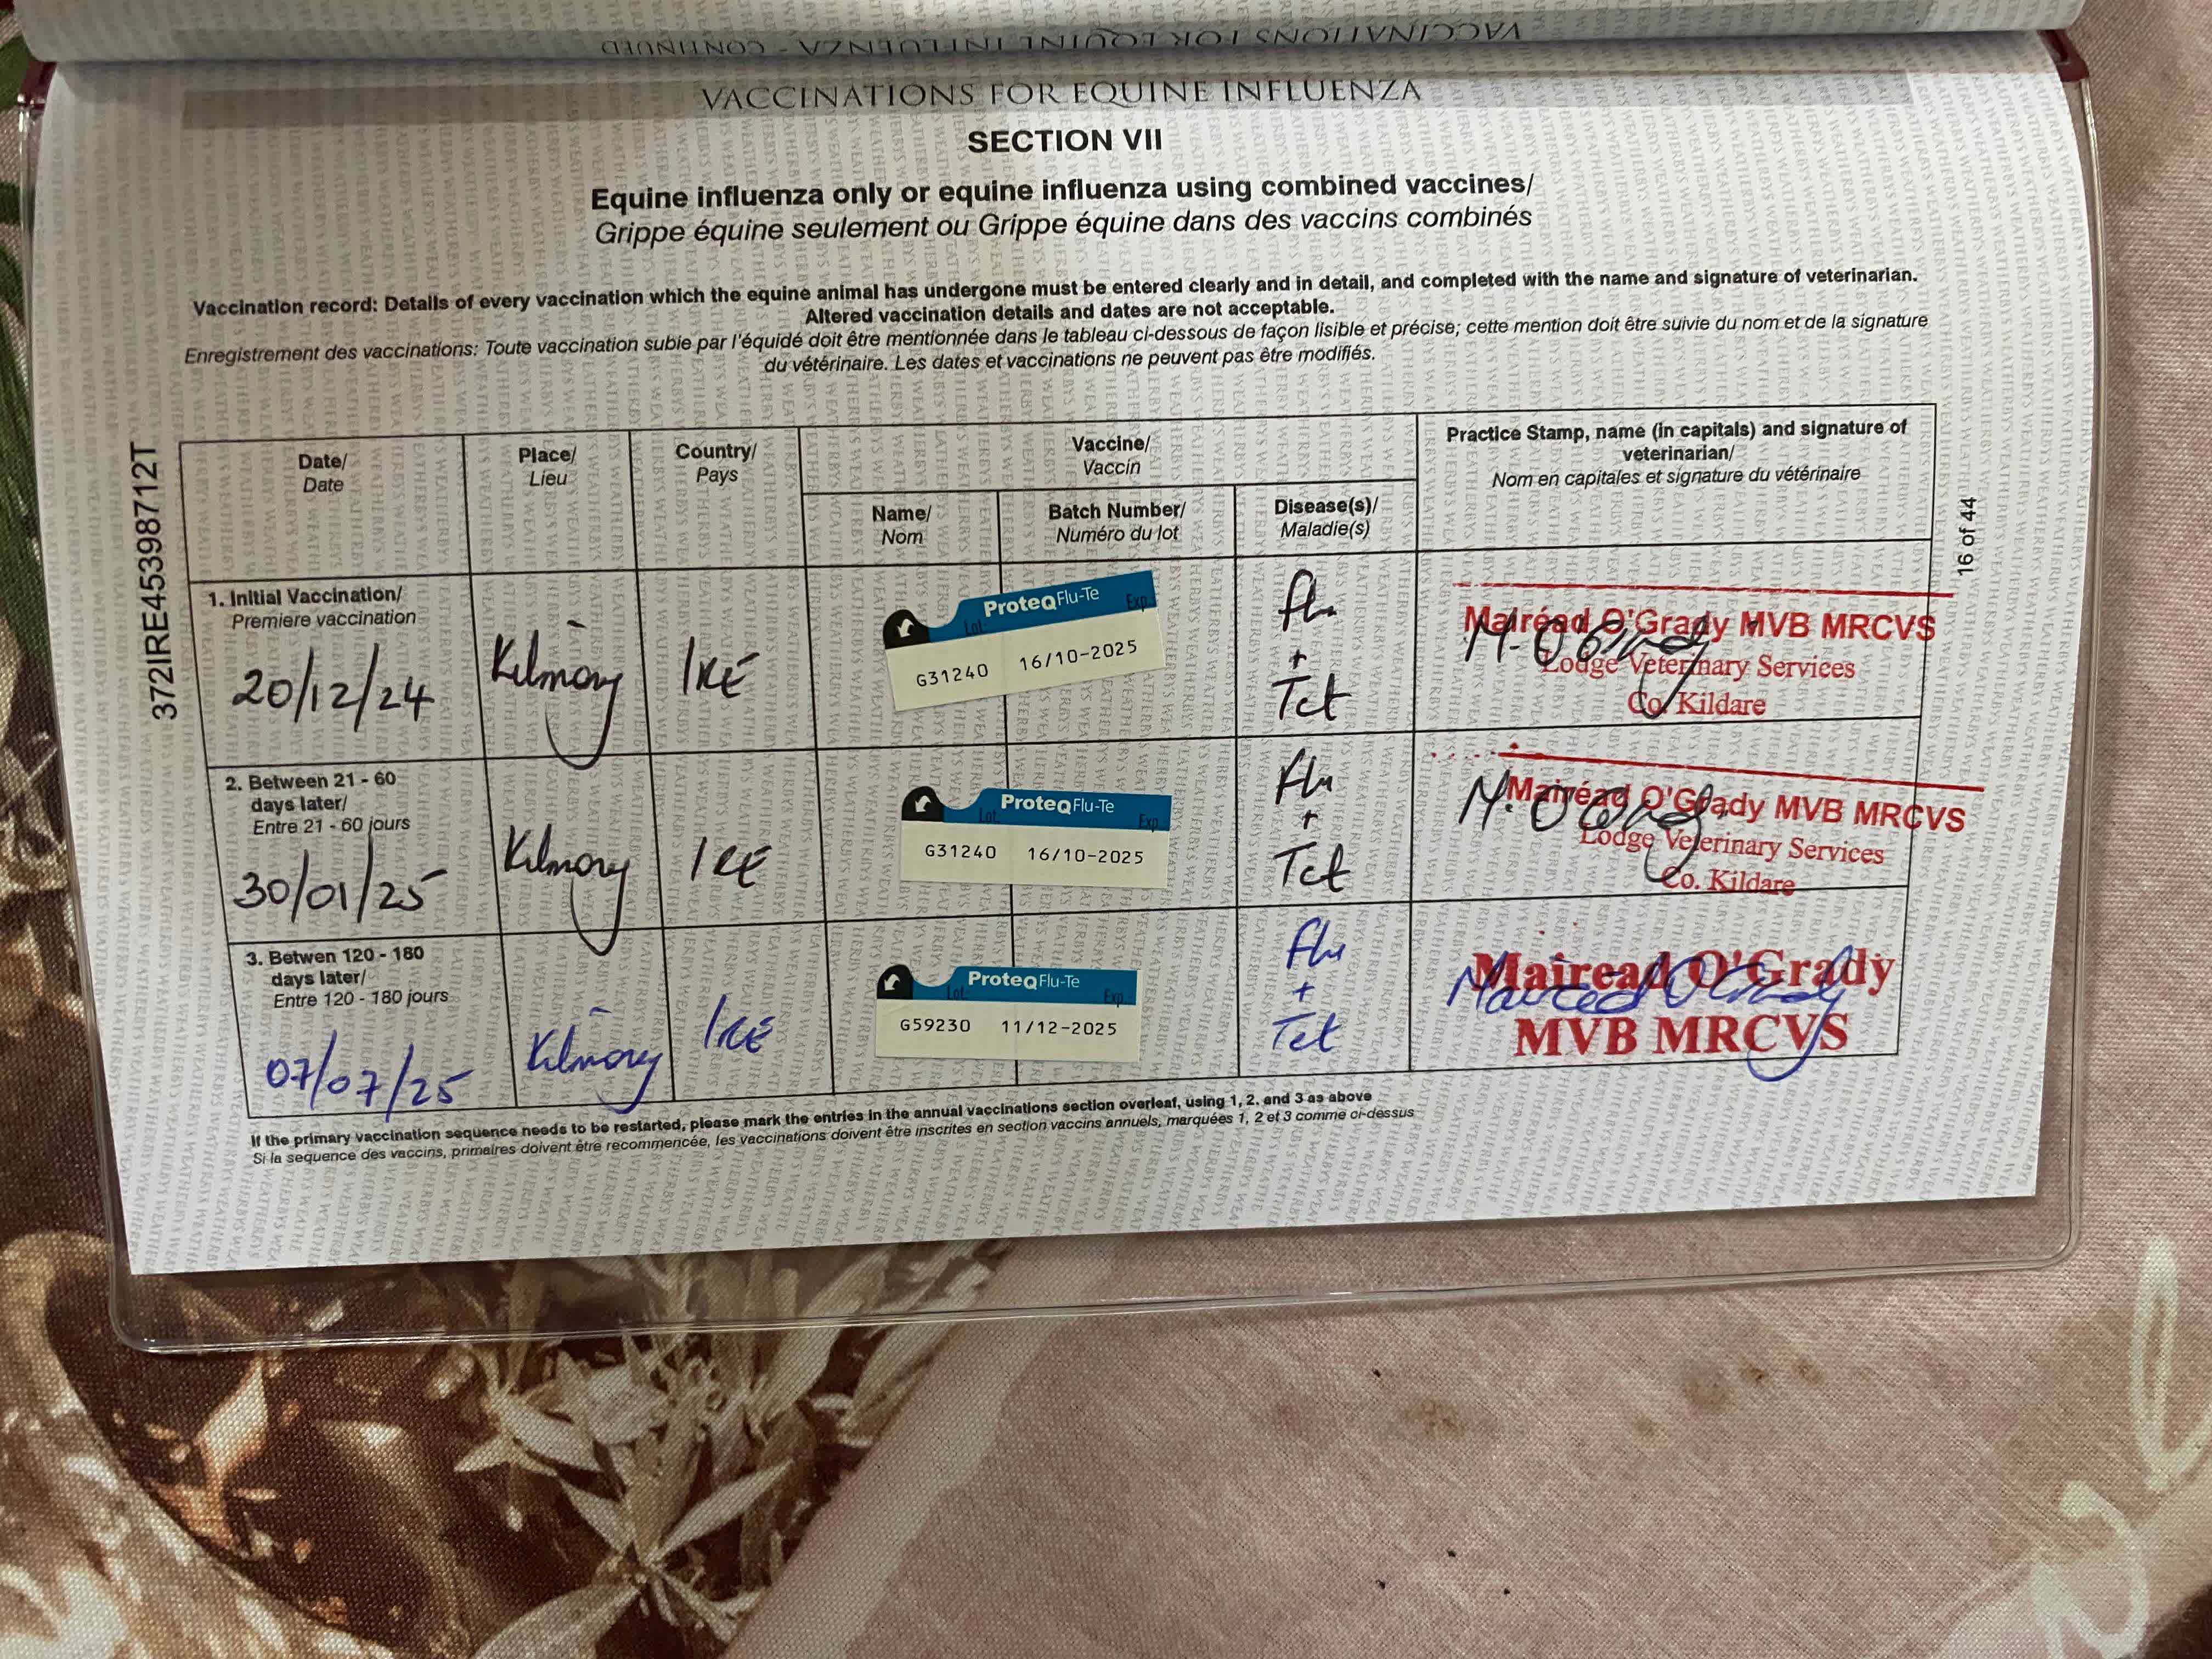 VACCINATIONS FOR EQUINE INFLUENZA - CONTINUED
VACCINATIONS FOR EQUINE INFLUENZA
SECTION VII
Equine influenza only or equine influenza using combined vaccines/
Grippe équine seulement ou Grippe équine dans des vaccins combinés
Vaccination record: Details of every vaccination which the equine animal has undergone must be entered clearly and in detail, and completed with the name and signature of veterinarian.
Altered vaccination details and dates are not acceptable.
Enregistrement des vaccinations: Toute vaccination subie par l'équidé doit être mentionnée dans le tableau ci-dessous de façon lisible et précise; cette mention doit être suivie du nom et de la signature
du vétérinaire. Les dates et vaccinations ne peuvent pas être modifiés.
372IRE45398712T
16 of 44
Date/
Date
Place/
Lieu
Country/
Pays
Vaccine/
Vaccin
Name/
Nom
Batch Number/
Numéro du lot
Disease(s)/
Maladie(s)
Practice Stamp, name (in capitals) and signature of
veterinarian/
Nom en capitales et signature du vétérinaire
1. Initial Vaccination/
Premiere vaccination
20/12/24
Kilmony
IRE
ProteqFlu-Te
Lot Exp
G31240 16/10-2025
Flu
+
Tet
Mairéad O'Grady MVB MRCVS
Lodge Veterinary Services
Co. Kildare
M. O'Grady
2. Between 21 - 60
days later/
Entre 21 - 60 jours
30/01/25
Kilmony
IRE
ProteqFlu-Te
Lot Exp
G31240 16/10-2025
Flu
+
Tet
Mairéad O'Grady MVB MRCVS
Lodge Veterinary Services
Co. Kildare
M. O'Grady
3. Betwen 120 - 180
days later/
Entre 120 - 180 jours
07/07/25
Kilmony
IRE
ProteqFlu-Te
Lot Exp
G59230 11/12-2025
Flu
+
Tet
Mairead O'Grady
MVB MRCVS
Mairead O'Grady
If the primary vaccination sequence needs to be restarted, please mark the entries in the annual vaccinations section overleaf, using 1, 2, and 3 as above
Si la sequence des vaccins, primaires doivent être recommencée, les vaccinations doivent être inscrites en section vaccins annuels, marquées 1, 2 et 3 comme ci-dessus